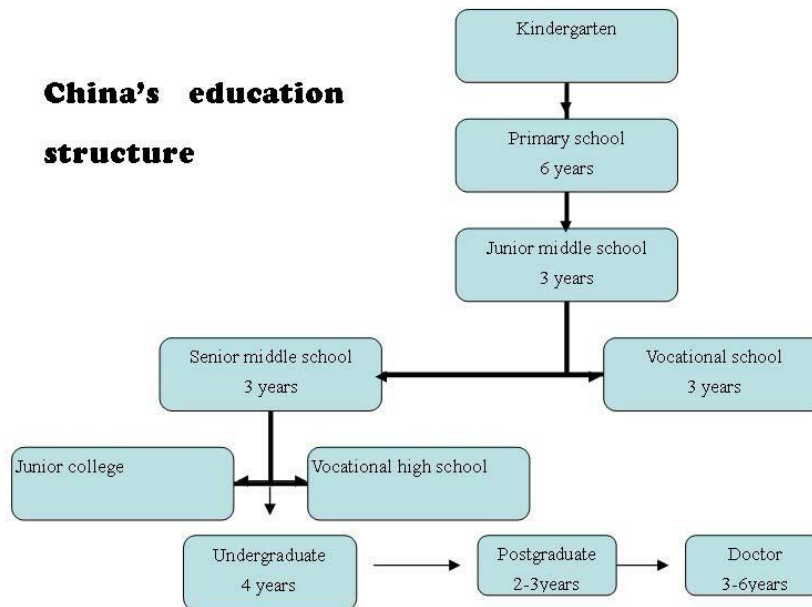 China's education
structure
Kindergarten
Primary school
6 years
Junior middle school
3 years
Senior middle school
3 years
Vocational school
3 years
Junior college
Vocational high school
Undergraduate
4 years
Postgraduate
2-3years
Doctor
3-6years